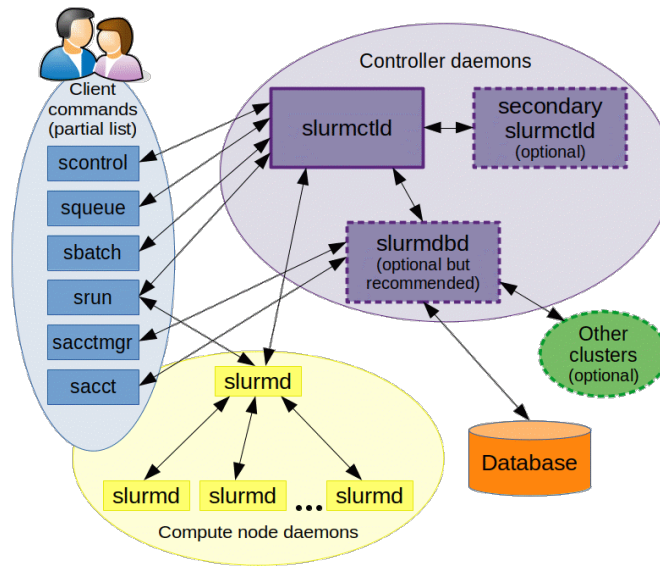 Client
commands
(partial list)
scontrol
squeue
sbatch
srun
sacctmgr
sacct
Controller daemons
slurmctld
secondary
slurmctld
(optional)
slurmdbd
(optional but
recommended)
Other
clusters
(optional)
Database
slurmd
slurmd
slurmd
...
slurmd
Compute node daemons